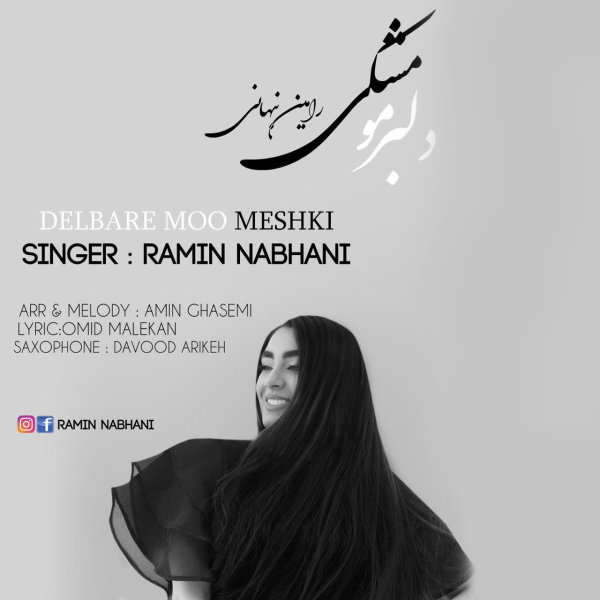 دلبر مو مشکی
رامین نبهانی
DELBARE MOO MESHKI
SINGER : RAMIN NABHANI
ARR & MELODY : AMIN GHASEMI
LYRIC:OMID MALEKAN
SAXOPHONE : DAVOOD ARIKEH
RAMIN NABHANI